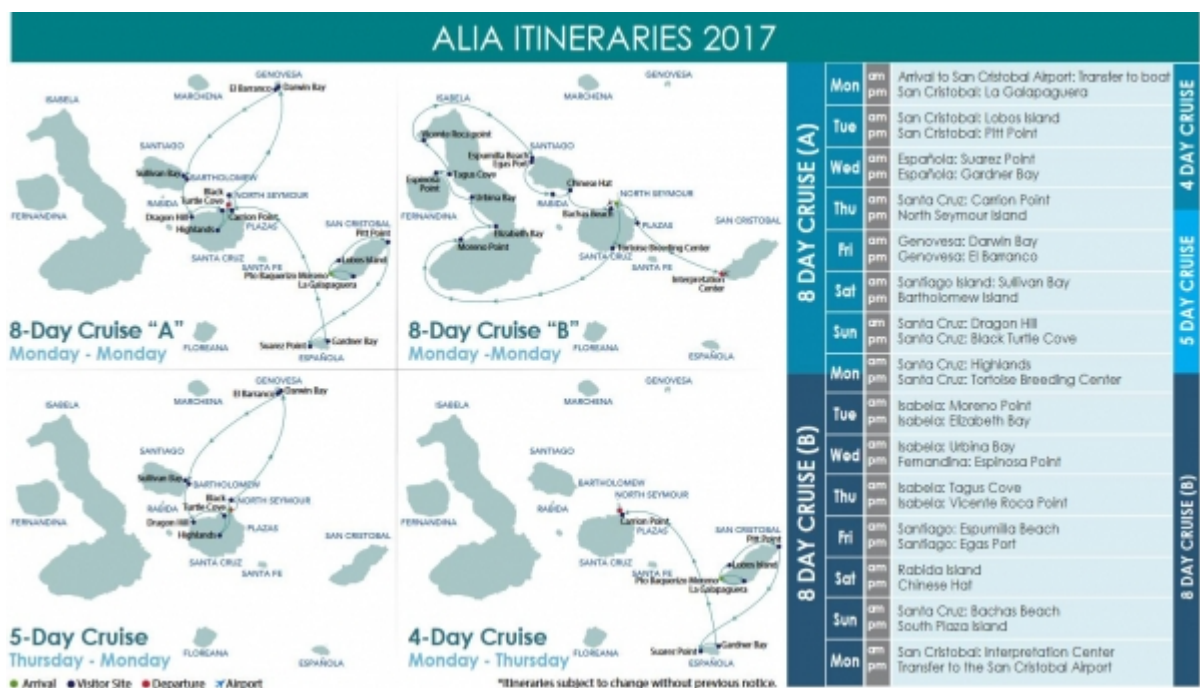 ALIA ITINERARIES 2017
GENOVESA
El Barranco Darwin Bay
MARCHENA
ISABELA
SANTIAGO
Sullivan Bay
BARTHOLOMEW
Black
Turtle Cove
NORTH SEYMOUR
RABIDA
Dragon Hill
Carrion Point
PLAZAS
Highlands
FERNANDINA
SAN CRISTOBAL
Pitt Point
SANTA CRUZ
SANTA FE
Lobos Island
Pto Baquerizo Moreno
La Galapaguera
8-Day Cruise "A"
Monday -Monday
FLOREANA
Suarez Point
Gardner Bay
ESPAÑOLA
GENOVESA
MARCHENA
ISABELA
Vicente Roca point
SANTIAGO
Espumilla Beach
Egas Port
Espinosa
Point
Tagus Cove
Chinese Hat
Urbina Bay
RABIDA
NORTH SEYMOUR
Bachas Beach
PLAZAS
FERNANDINA
SAN CRISTOBAL
Elizabeth Bay
Moreno Point
Tortoise Breeding Center
SANTA CRUZ
SANTA FE
Interpretation
Center
8-Day Cruise "B"
Monday -Monday
FLOREANA
ESPAÑOLA
GENOVESA
El Barranco Darwin Bay
MARCHENA
ISABELA
SANTIAGO
Sullivan Bay
BARTHOLOMEW
Black
Turtle Cove
NORTH SEYMOUR
RABIDA
Dragon Hill
PLAZAS
Highlands
FERNANDINA
SAN CRISTOBAL
SANTA CRUZ
SANTA FE
5-Day Cruise
Thursday - Monday
FLOREANA
ESPAÑOLA
GENOVESA
MARCHENA
ISABELA
SANTIAGO
BARTHOLOMEW
NORTH SEYMOUR
RABIDA
Carrion Point
PLAZAS
FERNANDINA
SAN CRISTOBAL
Pitt Point
SANTA CRUZ
SANTA FE
Lobos Island
Pto Baquerizo Moreno
La Galapaguera
4-Day Cruise
Monday - Thursday
FLOREANA
Suarez Point
Gardner Bay
ESPAÑOLA
Arrival Visitor Site Departure Airport
*Itineraries subject to change without previous notice.
8 DAY CRUISE (A)
8 DAY CRUISE (B)
Mon
am Arrival to San Cristobal Airport: Transfer to boat
pm San Cristobal: La Galapaguera
Tue
am San Cristobal: Lobos Island
pm San Cristobal: Pitt Point
Wed
am Española: Suarez Point
pm Española: Gardner Bay
Thu
am Santa Cruz: Carrion Point
pm North Seymour Island
Fri
am Genovesa: Darwin Bay
pm Genovesa: El Barranco
Sat
am Santiago Island: Sullivan Bay
pm Bartholomew Island
Sun
am Santa Cruz: Dragon Hill
pm Santa Cruz: Black Turtle Cove
Mon
am Santa Cruz: Highlands
pm Santa Cruz: Tortoise Breeding Center
Tue
am Isabela: Moreno Point
pm Isabela: Elizabeth Bay
Wed
am Isabela: Urbina Bay
pm Fernandina: Espinosa Point
Thu
am Isabela: Tagus Cove
pm Isabela: Vicente Roca Point
Fri
am Santiago: Espumilla Beach
pm Santiago: Egas Port
Sat
am Rabida Island
pm Chinese Hat
Sun
am Santa Cruz: Bachas Beach
pm South Plaza Island
Mon
am San Cristobal: Interpretation Center
pm Transfer to the San Cristobal Airport
4 DAY CRUISE
5 DAY CRUISE
8 DAY CRUISE (B)